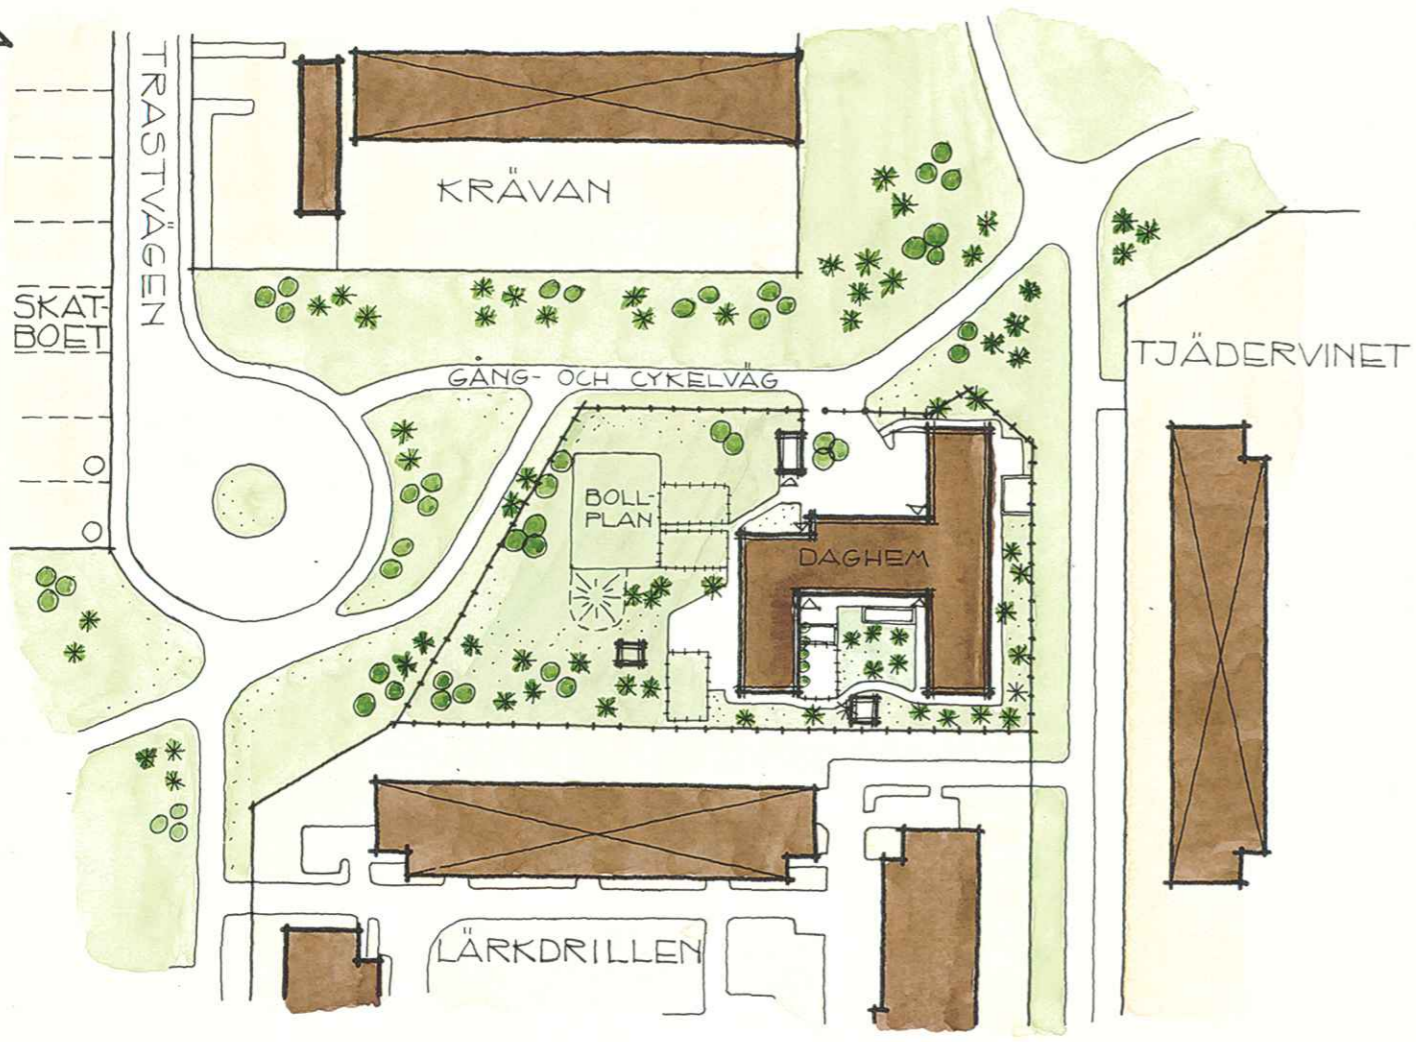 TRASTVÄGEN
KRÄVAN
SKAT-
BOET
GÅNG- OCH CYKELVÄG
TJÄDERVINET
BOLL-
PLAN
DAGHEM
LÄRKDRILLEN